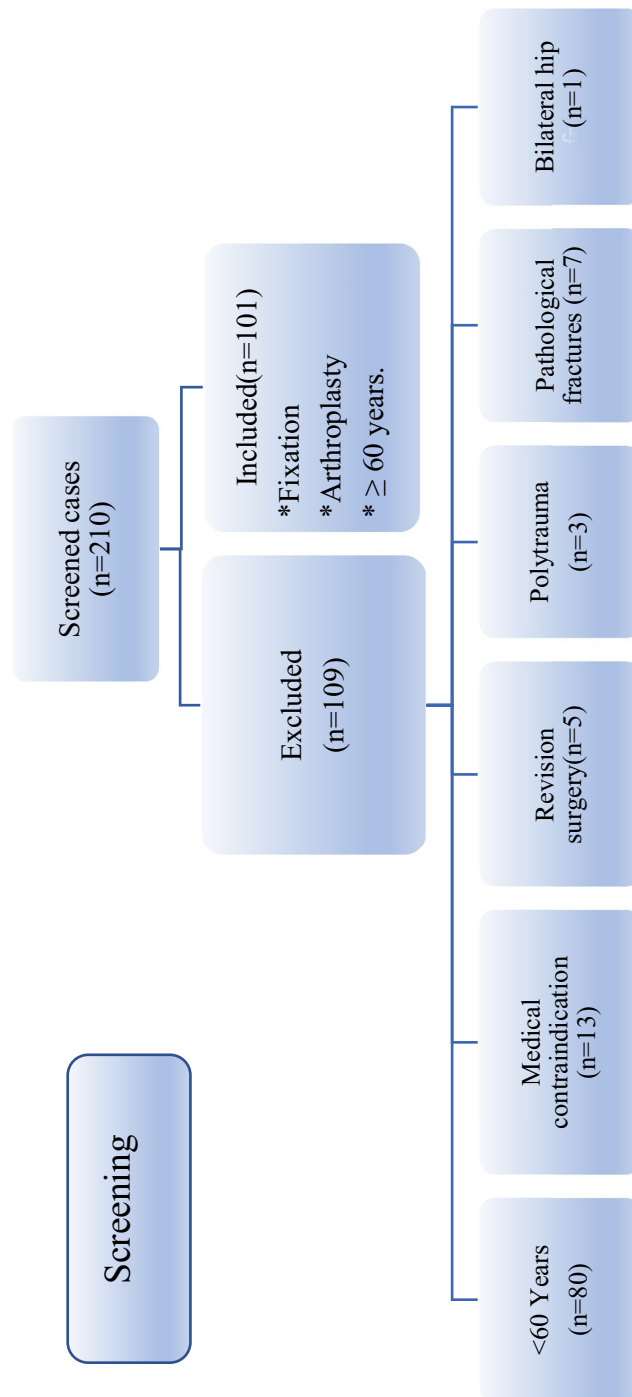 Screening
Screened cases
(n=210)
Excluded
(n=109)
Included(n=101)
*Fixation
*Arthroplasty
* ≥ 60 years.
<60 Years
(n=80)
Medical
contraindication
(n=13)
Revision
surgery(n=5)
Polytrauma
(n=3)
Pathological
fractures (n=7)
Bilateral hip
(n=1)